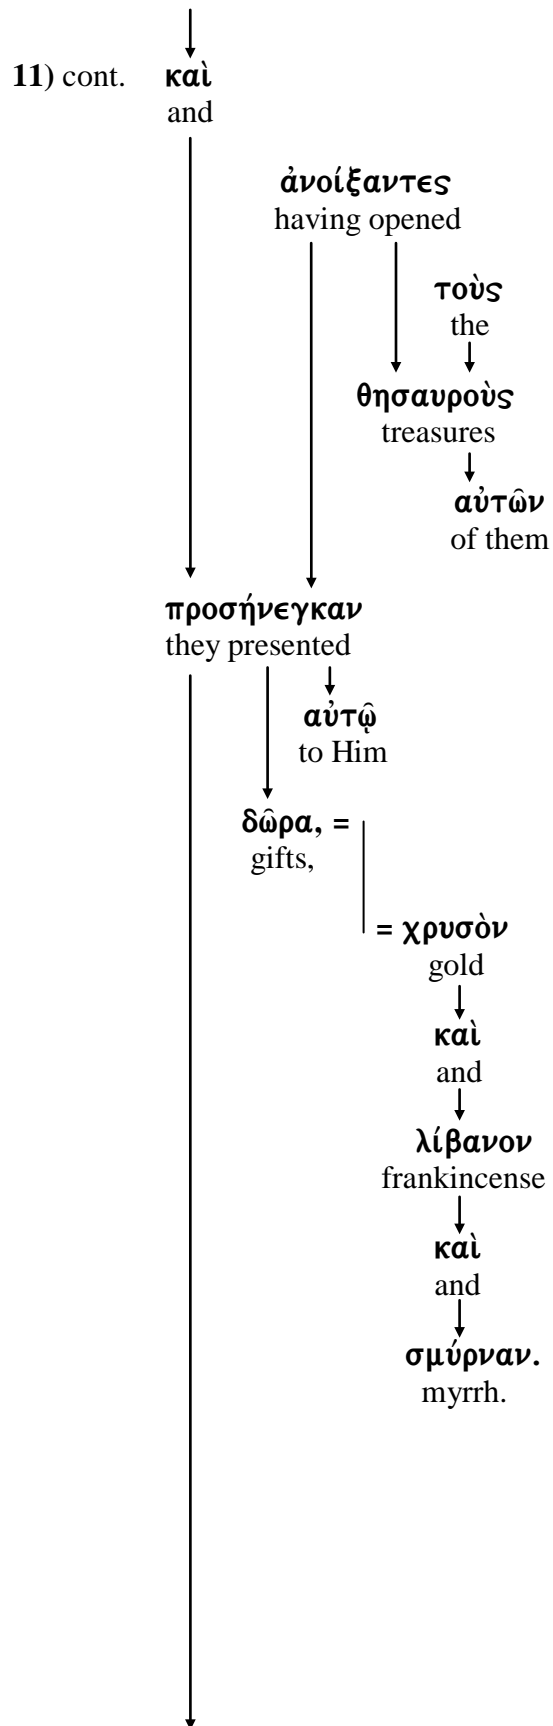 11) cont. καὶ
and
ἀνοίξαντες
having opened
τοὺς
the
θησαυροὺς
treasures
αὐτῶν
of them
προσήνεγκαν
they presented
αὐτῷ
to Him
δῶρα, =
gifts,
= χρυσὸν
gold
καὶ
and
λίβανον
frankincense
καὶ
and
σμύρναν.
myrrh.